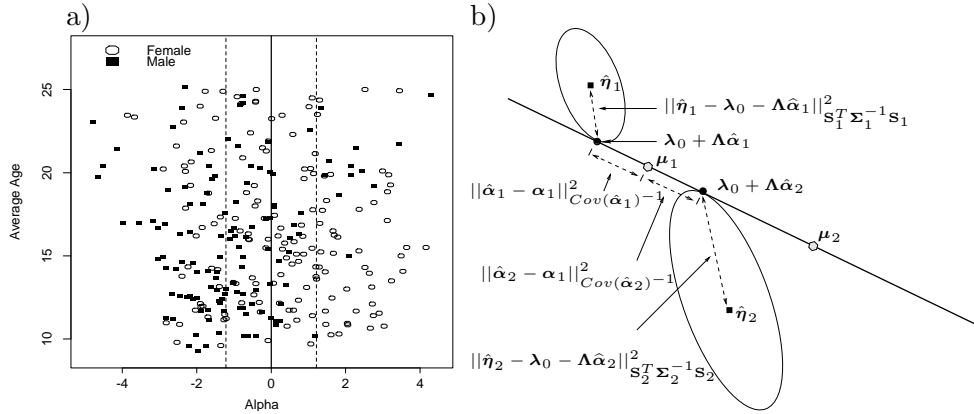 a)
Female
Male
Average Age
25
20
15
10
-4
-2
0
2
4
Alpha
b)
η̂₁
||η̂₁ − λ₀ − Λα̂₁||²_{S₁ᵀΣ₁⁻¹S₁}
λ₀ + Λα̂₁
μ₁
||α̂₁ − α₁||²_{Cov(α̂₁)−1}
λ₀ + Λα̂₂
μ₂
||α̂₂ − α₁||²_{Cov(α̂₂)−1}
η̂₂
||η̂₂ − λ₀ − Λα̂₂||²_{S₂ᵀΣ₂⁻¹S₂}